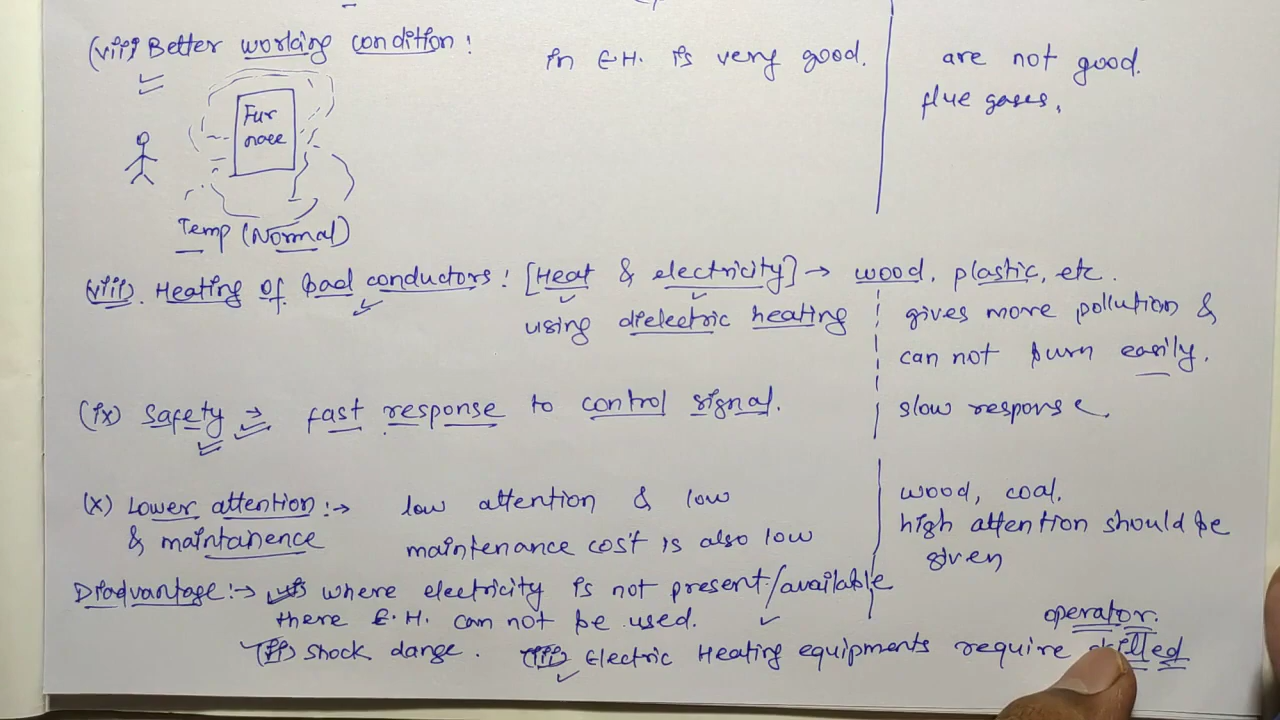 (viii) Better working condition: in E.H. is very good. are not good.
flue gases.
Fur
nace
Temp (Normal)
(viii). Heating of bad conductors: [Heat & electricity] → wood, plastic, etc.
using dielectric heating gives more pollution &
can not burn easily.
(ix) Safety ⇒ fast response to control signal. slow response.
(x) Lower attention :→ low attention & low wood, coal.
& maintanence maintenance cost is also low high attention should be
given
Disadvantage :→ (i) where electricity is not present/available
there E.H. can not be used.
operator.
(ii) Shock dange. (iii) Electric Heating equipments require skilled